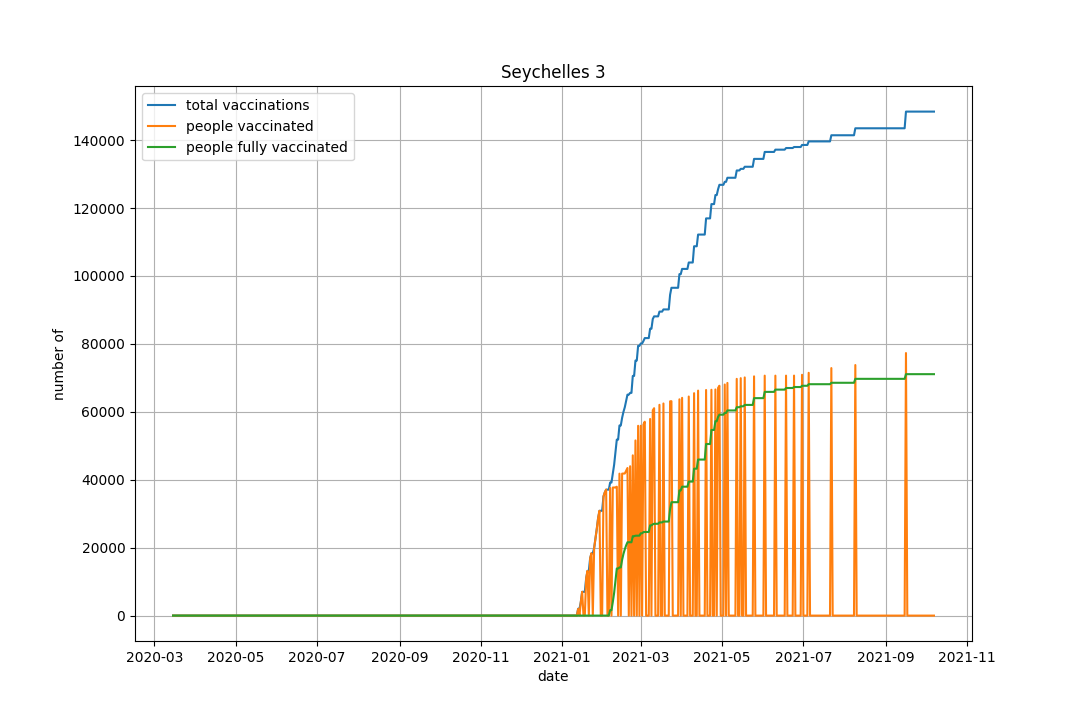 Seychelles 3
total vaccinations
people vaccinated
people fully vaccinated
number of
140000
120000
100000
80000
60000
40000
20000
0
2020-03 2020-05 2020-07 2020-09 2020-11 2021-01 2021-03 2021-05 2021-07 2021-09 2021-11
date